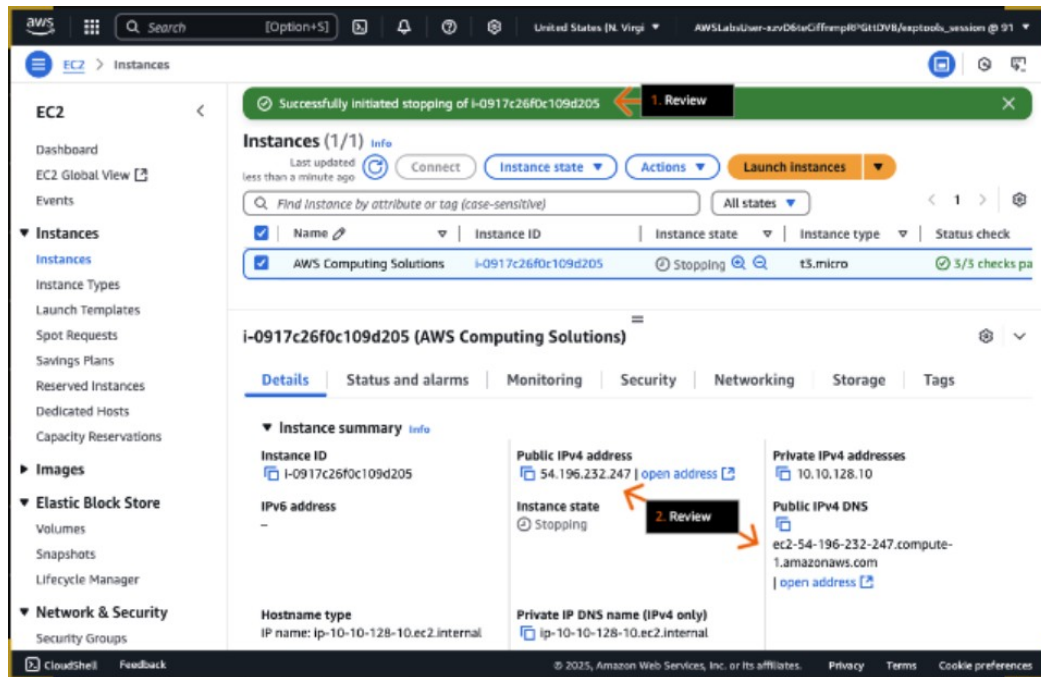 aws
Search [Option+S] United States (N. Virgi
EC2 > Instances
EC2
Dashboard
EC2 Global View
Events
Instances
Instances
Instance Types
Launch Templates
Spot Requests
Savings Plans
Reserved Instances
Dedicated Hosts
Capacity Reservations
Images
Elastic Block Store
Volumes
Snapshots
Lifecycle Manager
Network & Security
Security Groups
Successfully initiated stopping of i-0917c26f0c109d205
1. Review
Instances (1/1) Info
Last updated
less than a minute ago
Connect Instance state Actions Launch instances
Find Instance by attribute or tag (case-sensitive) All states 1
Name Instance ID Instance state Instance type Status check
AWS Computing Solutions i-0917c26f0c109d205 Stopping t3.micro 3/3 checks pa
i-0917c26f0c109d205 (AWS Computing Solutions)
Details Status and alarms Monitoring Security Networking Storage Tags
Instance summary Info
Instance ID
i-0917c26f0c109d205
Public IPv4 address
54.196.232.247 | open address
Private IPv4 addresses
10.10.128.10
IPv6 address
–
Instance state
Stopping
2. Review
Public IPv4 DNS
ec2-54-196-232-247.compute-
1.amazonaws.com
| open address
Hostname type
IP name: ip-10-10-128-10.ec2.internal
Private IP DNS name (IPv4 only)
ip-10-10-128-10.ec2.internal
CloudShell Feedback © 2025, Amazon Web Services, Inc. or its affiliates. Privacy Terms Cookie preferences